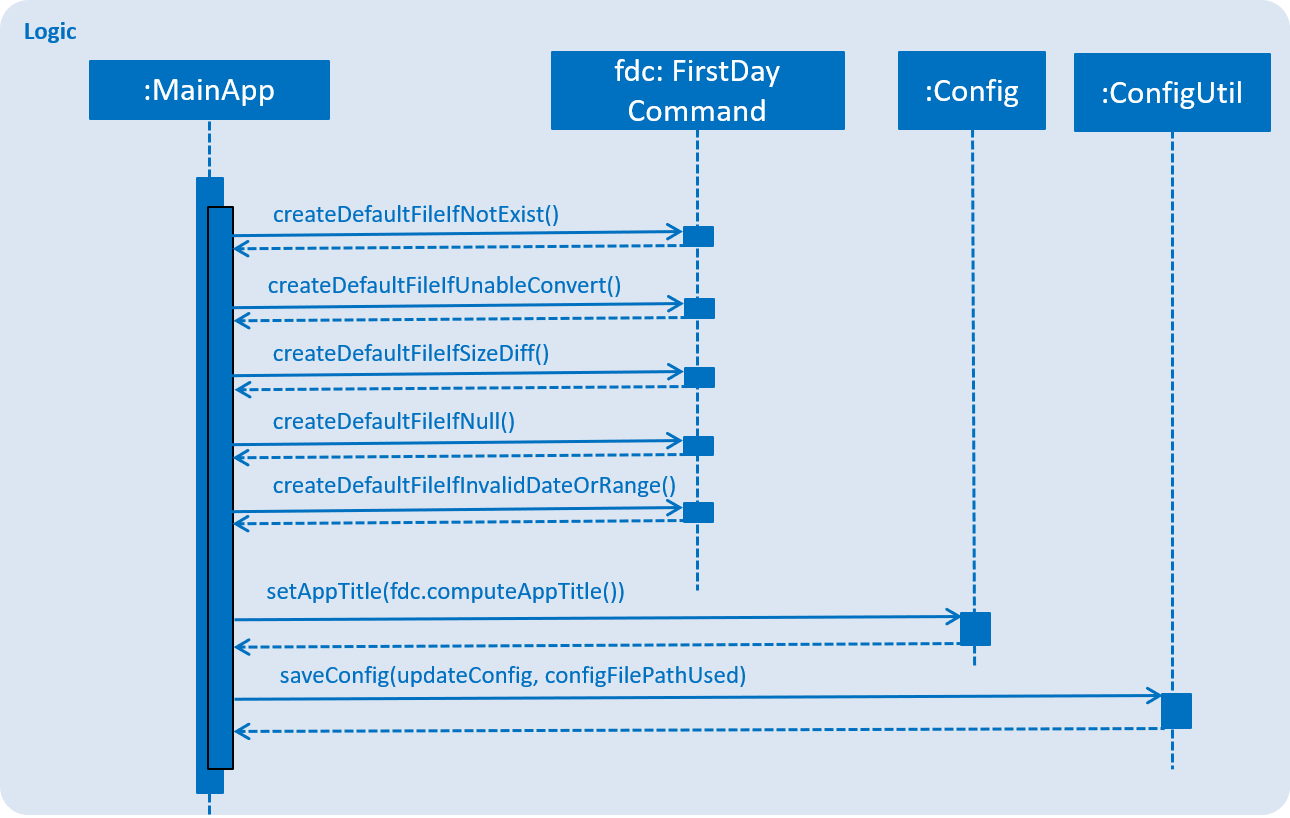 Logic
:MainApp
fdc: FirstDay
Command
:Config
:ConfigUtil
createDefaultFileIfNotExist()
createDefaultFileIfUnableConvert()
createDefaultFileIfSizeDiff()
createDefaultFileIfNull()
createDefaultFileIfInvalidDateOrRange()
setAppTitle(fdc.computeAppTitle())
saveConfig(updateConfig, configFilePathUsed)